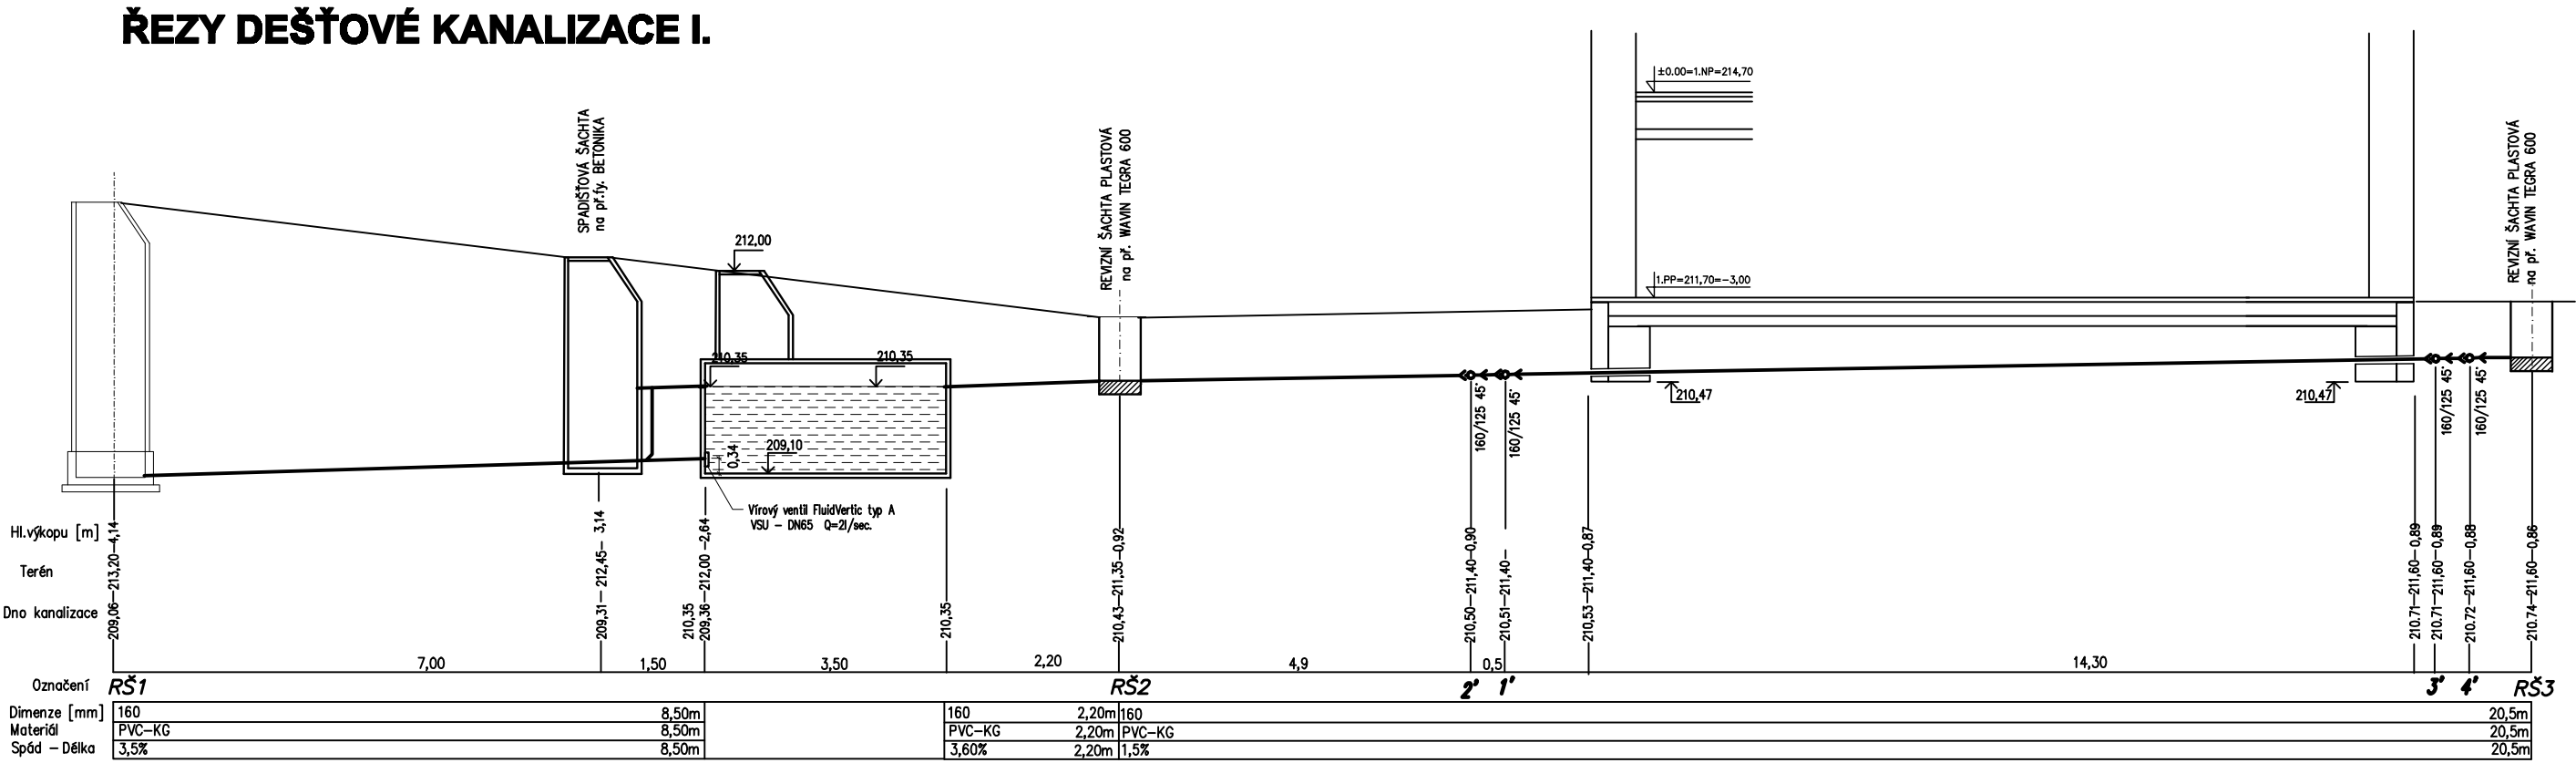 ŘEZY DEŠŤOVÉ KANALIZACE I.
±0.00=1.NP=214,70
SPADIŠŤOVÁ ŠACHTA
na př.fy. BETONIKA
REVIZNÍ ŠACHTA PLASTOVÁ
na př. WAVIN TEGRA 600
REVIZNÍ ŠACHTA PLASTOVÁ
na př. WAVIN TEGRA 600
212,00
1.PP=211,70=-3,00
210,35
210,35
210,47
210,47
160/125 45°
160/125 45°
160/125 45°
160/125 45°
209,10
0,34
Vírový ventil FluidVertic typ A
VSU - DN65 Q=2l/sec.
Hl.výkopu [m]
Terén
Dno kanalizace
209,06-213,20-4,14
209,31-212,45-3,14
210,35
209,36-212,00-2,64
210,35
210,43-211,35-0,92
210,50-211,40-0,90
210,51-211,40-
210,53-211,40-0,87
210.71-211,60-0,89
210.71-211,60-0,89
210.72-211,60-0,88
210.74-211,60-0,86
7,00
1,50
3,50
2,20
4,9
0,5
14,30
Označení RŠ1 RŠ2 2' 1' 3' 4' RŠ3
Dimenze [mm] 160 8,50m 160 2,20m 160 20,5m
Materiál PVC-KG 8,50m PVC-KG 2,20m PVC-KG 20,5m
Spád - Délka 3,5% 8,50m 3,60% 2,20m 1,5% 20,5m